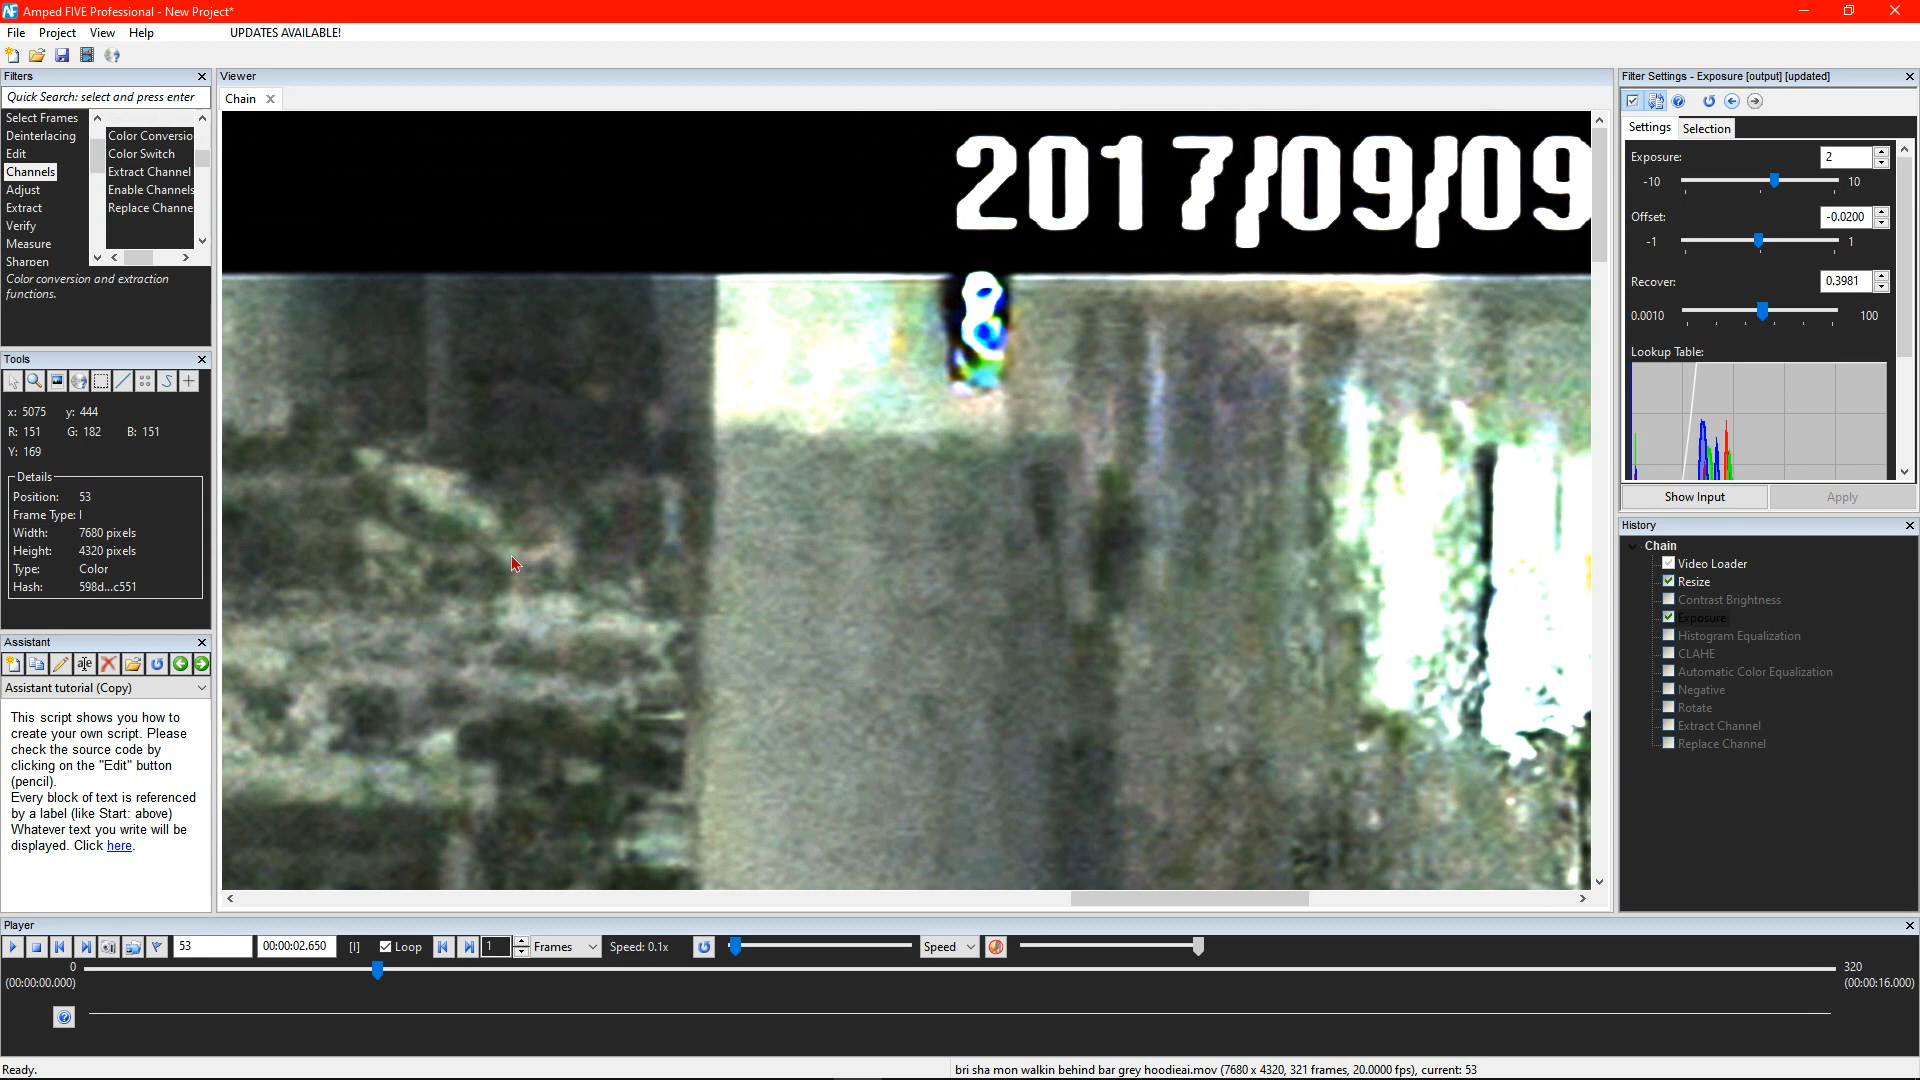 Amped FIVE Professional - New Project*
File Project View Help UPDATES AVAILABLE!
Filters
Quick Search: select and press enter
Select Frames
Deinterlacing
Edit
Channels
Adjust
Extract
Verify
Measure
Sharpen
Color Conversio
Color Switch
Extract Channel
Enable Channels
Replace Channe
Color conversion and extraction
functions.
Tools
x: 5075 y: 444
R: 151 G: 182 B: 151
Y: 169
Details
Position: 53
Frame Type: I
Width: 7680 pixels
Height: 4320 pixels
Type: Color
Hash: 598d...c551
Assistant
Assistant tutorial (Copy)
This script shows you how to
create your own script. Please
check the source code by
clicking on the "Edit" button
(pencil).
Every block of text is referenced
by a label (like Start: above)
Whatever text you write will be
displayed. Click here.
Viewer
Chain
2017/09/09
Filter Settings - Exposure [output] [updated]
Settings Selection
Exposure: 2
-10 10
Offset: -0.0200
-1 1
Recover: 0.3981
0.0010 100
Lookup Table:
Show Input Apply
History
Chain
Video Loader
Resize
Contrast Brightness
Exposure
Histogram Equalization
CLAHE
Automatic Color Equalization
Negative
Rotate
Extract Channel
Replace Channel
Player
53 00:00:02.650 [I] Loop 1 Frames Speed: 0.1x Speed
0 320
(00:00:00.000) (00:00:16.000)
Ready. bri sha mon walkin behind bar grey hoodieai.mov (7680 x 4320, 321 frames, 20.0000 fps), current: 53